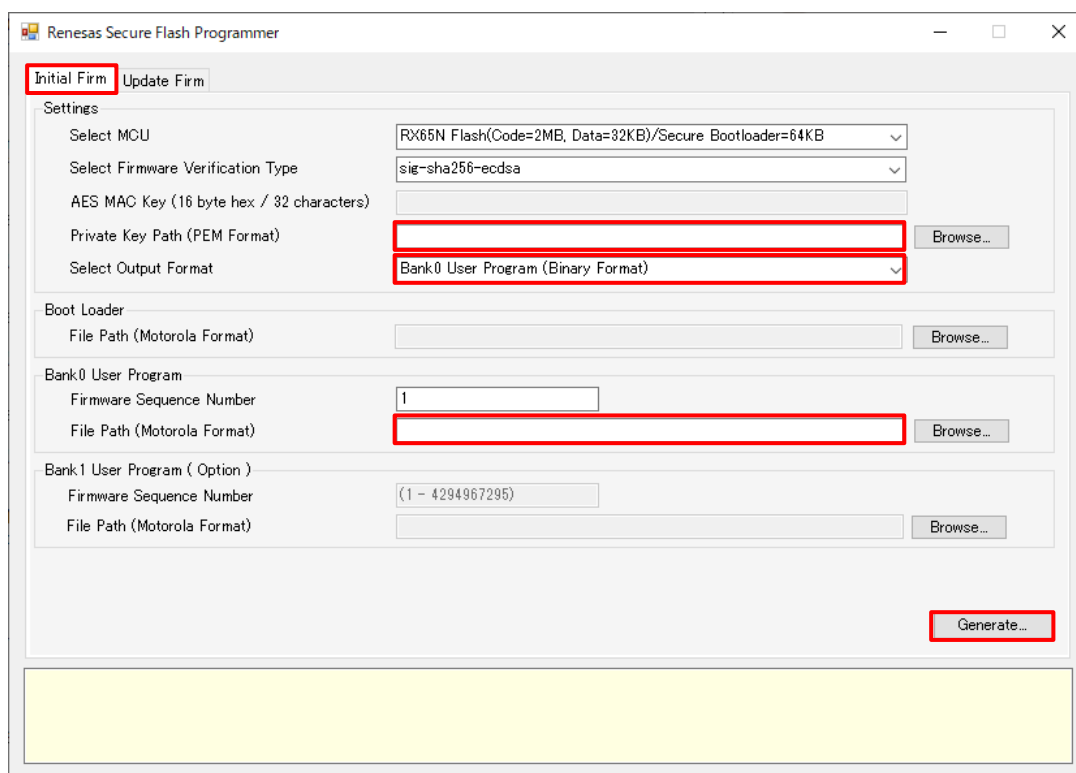 Renesas Secure Flash Programmer
Initial Firm Update Firm
Settings
Select MCU RX65N Flash(Code=2MB, Data=32KB)/Secure Bootloader=64KB
Select Firmware Verification Type sig-sha256-ecdsa
AES MAC Key (16 byte hex / 32 characters)
Private Key Path (PEM Format) Browse...
Select Output Format Bank0 User Program (Binary Format)
Boot Loader
File Path (Motorola Format) Browse...
Bank0 User Program
Firmware Sequence Number 1
File Path (Motorola Format) Browse...
Bank1 User Program ( Option )
Firmware Sequence Number (1 - 4294967295)
File Path (Motorola Format) Browse...
Generate...